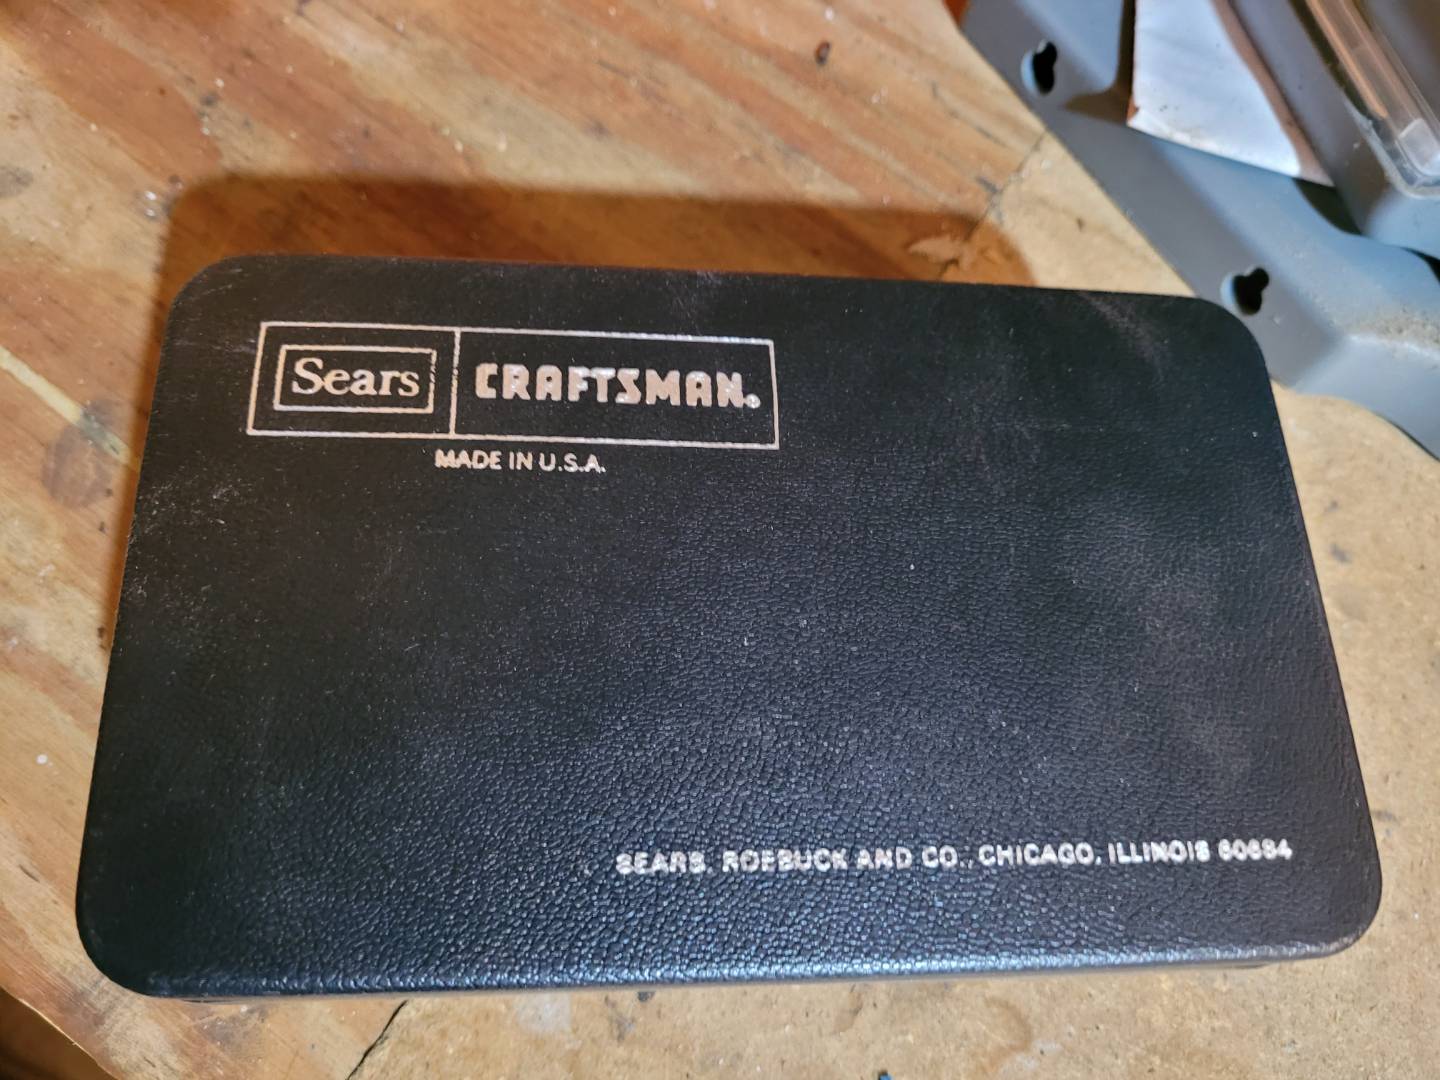 Sears CRAFTSMAN®
MADE IN U.S.A.
SEARS, ROEBUCK AND CO., CHICAGO, ILLINOIS 60684